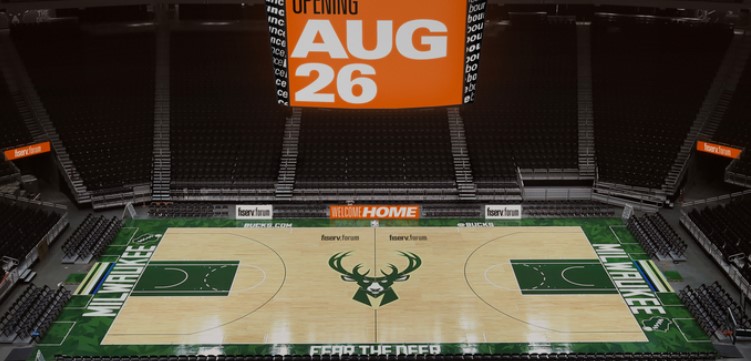 OPENING
AUG
26
fiserv.forum
fiserv.forum
fiserv.forum
WELCOME HOME
fiserv.forum
BUCKS.COM
BUCKS
fiserv.forum
fiserv.forum
MILWAUKEE
MILWAUKEE
FEAR THE DEER